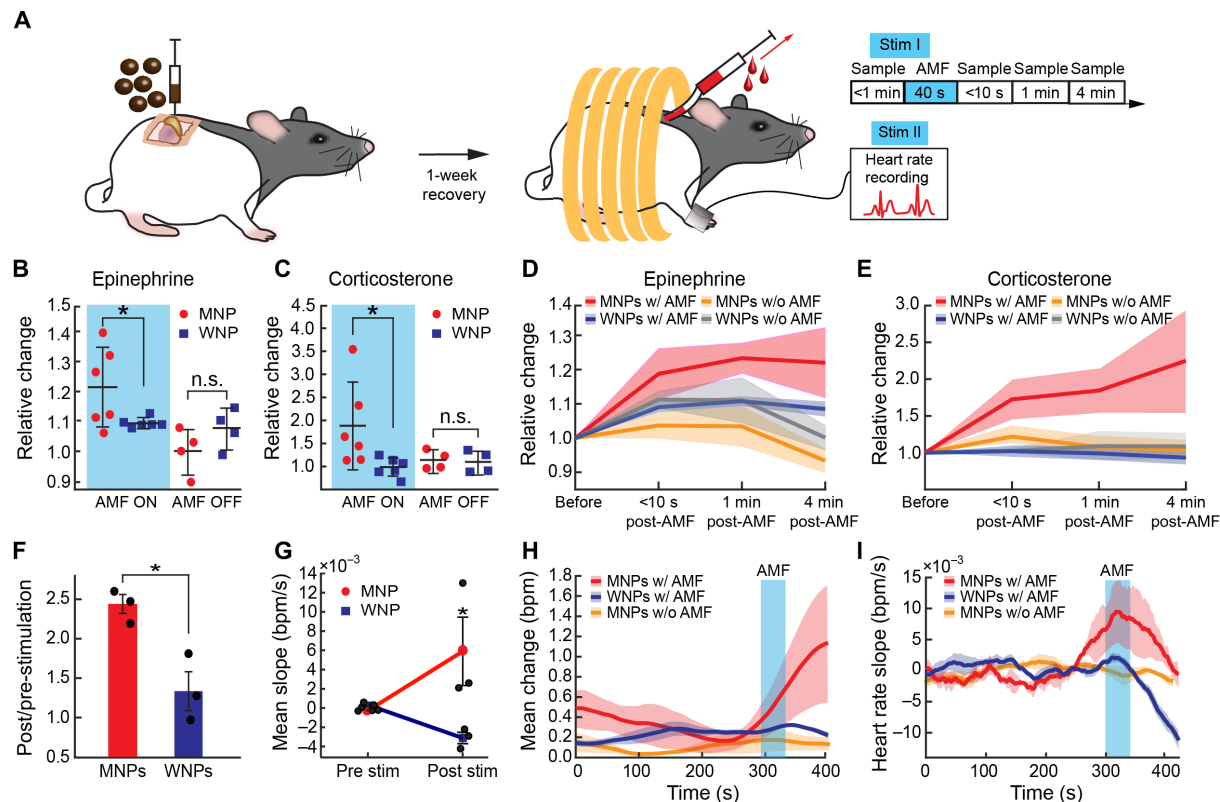 A
Stim I
Sample AMF Sample Sample Sample
<1 min 40 s <10 s 1 min 4 min
Stim II
Heart rate
recording
1-week
recovery
B
Epinephrine
Relative change
1.5
1.4
1.3
1.2
1.1
1.0
0.9
*
MNP
WNP
n.s.
AMF ON AMF OFF
C
Corticosterone
Relative change
4.5
4.0
3.5
3.0
2.5
2.0
1.5
1.0
*
MNP
WNP
n.s.
AMF ON AMF OFF
D
Epinephrine
MNPs w/ AMF MNPs w/o AMF
WNPs w/ AMF WNPs w/o AMF
Relative change
1.4
1.3
1.2
1.1
1.0
0.9
Before <10 s 1 min 4 min
post-AMF post-AMF post-AMF
E
Corticosterone
MNPs w/ AMF MNPs w/o AMF
WNPs w/ AMF WNPs w/o AMF
Relative change
3.0
2.5
2.0
1.5
1.0
0.5
Before <10 s 1 min 4 min
post-AMF post-AMF post-AMF
F
Post/pre-stimulation
2.5
2.0
1.5
1.0
0.5
*
MNPs WNPs
G
×10⁻³
Mean slope (bpm/s)
14
12
10
8
6
4
2
0
−2
−4
MNP
WNP
*
Pre stim Post stim
H
AMF
MNPs w/ AMF
WNPs w/ AMF
MNPs w/o AMF
Mean change (bpm)
1.8
1.6
1.4
1.2
1.0
0.8
0.6
0.4
0.2
0.0
0 100 200 300 400
Time (s)
I
×10⁻³
AMF
MNPs w/ AMF
WNPs w/ AMF
MNPs w/o AMF
Heart rate slope (bpm/s)
15
10
5
0
−5
−10
0 100 200 300 400
Time (s)